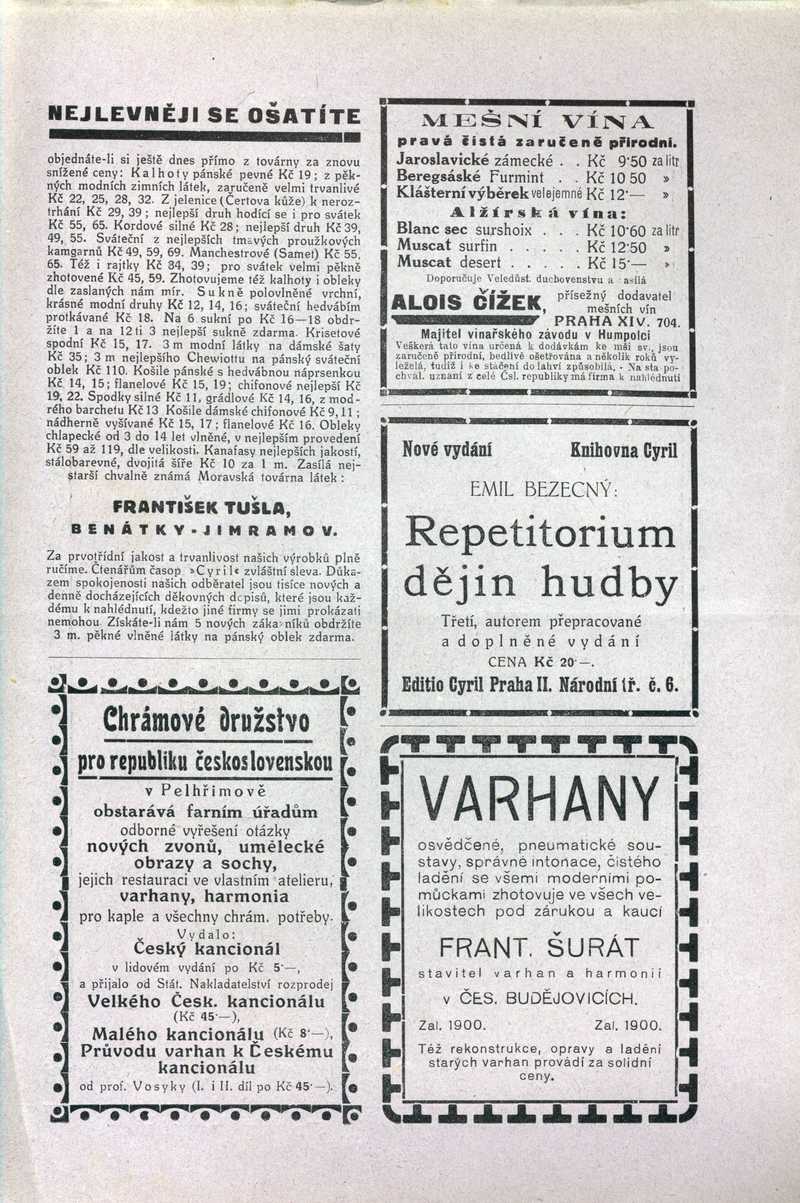 NEJLEVNĚJI SE OŠATÍTE
objednáte-li si ještě dnes přímo z továrny za znovu
snížené ceny: Kalhoty pánské pevné Kč 19; z pěk-
ných modních zimních látek, zaručeně velmi trvanlivé
Kč 22, 25, 28, 32. Z jelenice (Čertova kůže) k neroz-
trhání Kč 29, 39; nejlepší druh hodící se i pro svátek
Kč 55, 65. Kordové silné Kč 28; nejlepší druh Kč 39,
49, 55. Sváteční z nejlepších tmavých proužkových
kamgarnů Kč 49, 59, 69. Manchestrové (Samet) Kč 55,
65. Též i rajtky Kč 34, 39; pro svátek velmi pěkně
zhotovené Kč 45, 59. Zhotovujeme též kalhoty i obleky
dle zaslaných nám mír. Sukně polovlněné vrchní,
krásné modní druhy Kč 12, 14, 16; sváteční hedvábím
protkávané Kč 18. Na 6 sukní po Kč 16—18 obdr-
žíte 1 a na 12 ti 3 nejlepší sukně zdarma. Krisetové
spodní Kč 15, 17. 3 m modní látky na dámské šaty
Kč 35; 3 m nejlepšího Chewiottu na pánský sváteční
oblek Kč 110. Košile pánské s hedvábnou náprsenkou
Kč 14, 15; flanelové Kč 15, 19; chifonové nejlepší Kč
19, 22. Spodky silné Kč 11, grádlové Kč 14, 16, z mod-
rého barchetu Kč 13 Košile dámské chifonové Kč 9, 11;
nádherně vyšívané Kč 15, 17; flanelové Kč 16. Obleky
chlapecké od 3 do 14 let vlněné, v nejlepším provedení
Kč 59 až 119, dle velikosti. Kanafasy nejlepších jakostí,
stálobarevné, dvojitá šíře Kč 10 za 1 m. Zasílá nej-
starší chvalně známá Moravská továrna látek:
FRANTIŠEK TUŠLA,
BENÁTKY-JIMRAMOV.
Za prvotřídní jakost a trvanlivost našich výrobků plně
ručíme. Čtenářům časop »Cyril« zvláštní sleva. Důka-
zem spokojenosti našich odběratel jsou tisíce nových a
denně docházejících děkovných dopisů, které jsou kaž-
dému k nahlédnutí, kdežto jiné firmy se jimi prokázati
nemohou. Získáte-li nám 5 nových zákazníků obdržíte
3 m. pěkné vlněné látky na pánský oblek zdarma.
Chrámové družstvo
pro republiku československou
v Pelhřimově
obstarává farním úřadům
odborné vyřešení otázky
nových zvonů, umělecké
obrazy a sochy,
jejich restauraci ve vlastním atelieru,
varhany, harmonia
pro kaple a všechny chrám. potřeby.
Vydalo:
Český kancionál
v lidovém vydání po Kč 5·—,
a přijalo od Stát. Nakladatelství rozprodej
Velkého Česk. kancionálu
(Kč 45·—),
Malého kancionálu (Kč 8·—),
Průvodu varhan k Českému
kancionálu
od prof. Vosyky (I. i II. díl po Kč 45·—).
MEŠNÍ VÍNA
pravá čistá zaručeně přírodní.
Jaroslavické zámecké . . Kč 9·50 za litr
Beregsáské Furmint . . Kč 10 50 »
Klášterní výběrek velejemné Kč 12·— »
Alžírská vína:
Blanc sec surshoix . . . Kč 10·60 za litr
Muscat surfin . . . . . Kč 12·50 »
Muscat desert . . . . . Kč 15·— »
Doporučuje Veledůst. duchovenstvu a zasílá
ALOIS ČÍŽEK, přísežný dodavatel
mešních vín
PRAHA XIV. 704.
Majitel vinařského závodu v Humpolci
Veškerá tato vína určená k dodávkám ke mši sv., jsou
zaručeně přírodní, bedlivě ošetřována a několik roků vy-
ležela, tudíž i ke stáčení do lahví způsobilá, - Na sta po-
chval. uznaní z celé Čsl. republiky má firma k nahlédnutí
Nové vydání Knihovna Cyril
EMIL BEZECNÝ:
Repetitorium
dějin hudby
Třetí, autorem přepracované
a doplněné vydání
CENA Kč 20·—.
Editio Cyril Praha II. Národní tř. č. 6.
VARHANY
osvědčené, pneumatické sou-
stavy, správné intonace, čistého
ladění se všemi moderními po-
můckami zhotovuje ve všech ve-
likostech pod zárukou a kaucí
FRANT. ŠURÁT
stavitel varhan a harmonií
v ČES. BUDĚJOVICÍCH.
Zal. 1900. Zal. 1900.
Též rekonstrukce, opravy a ladění
starých varhan provádí za solidní
ceny.